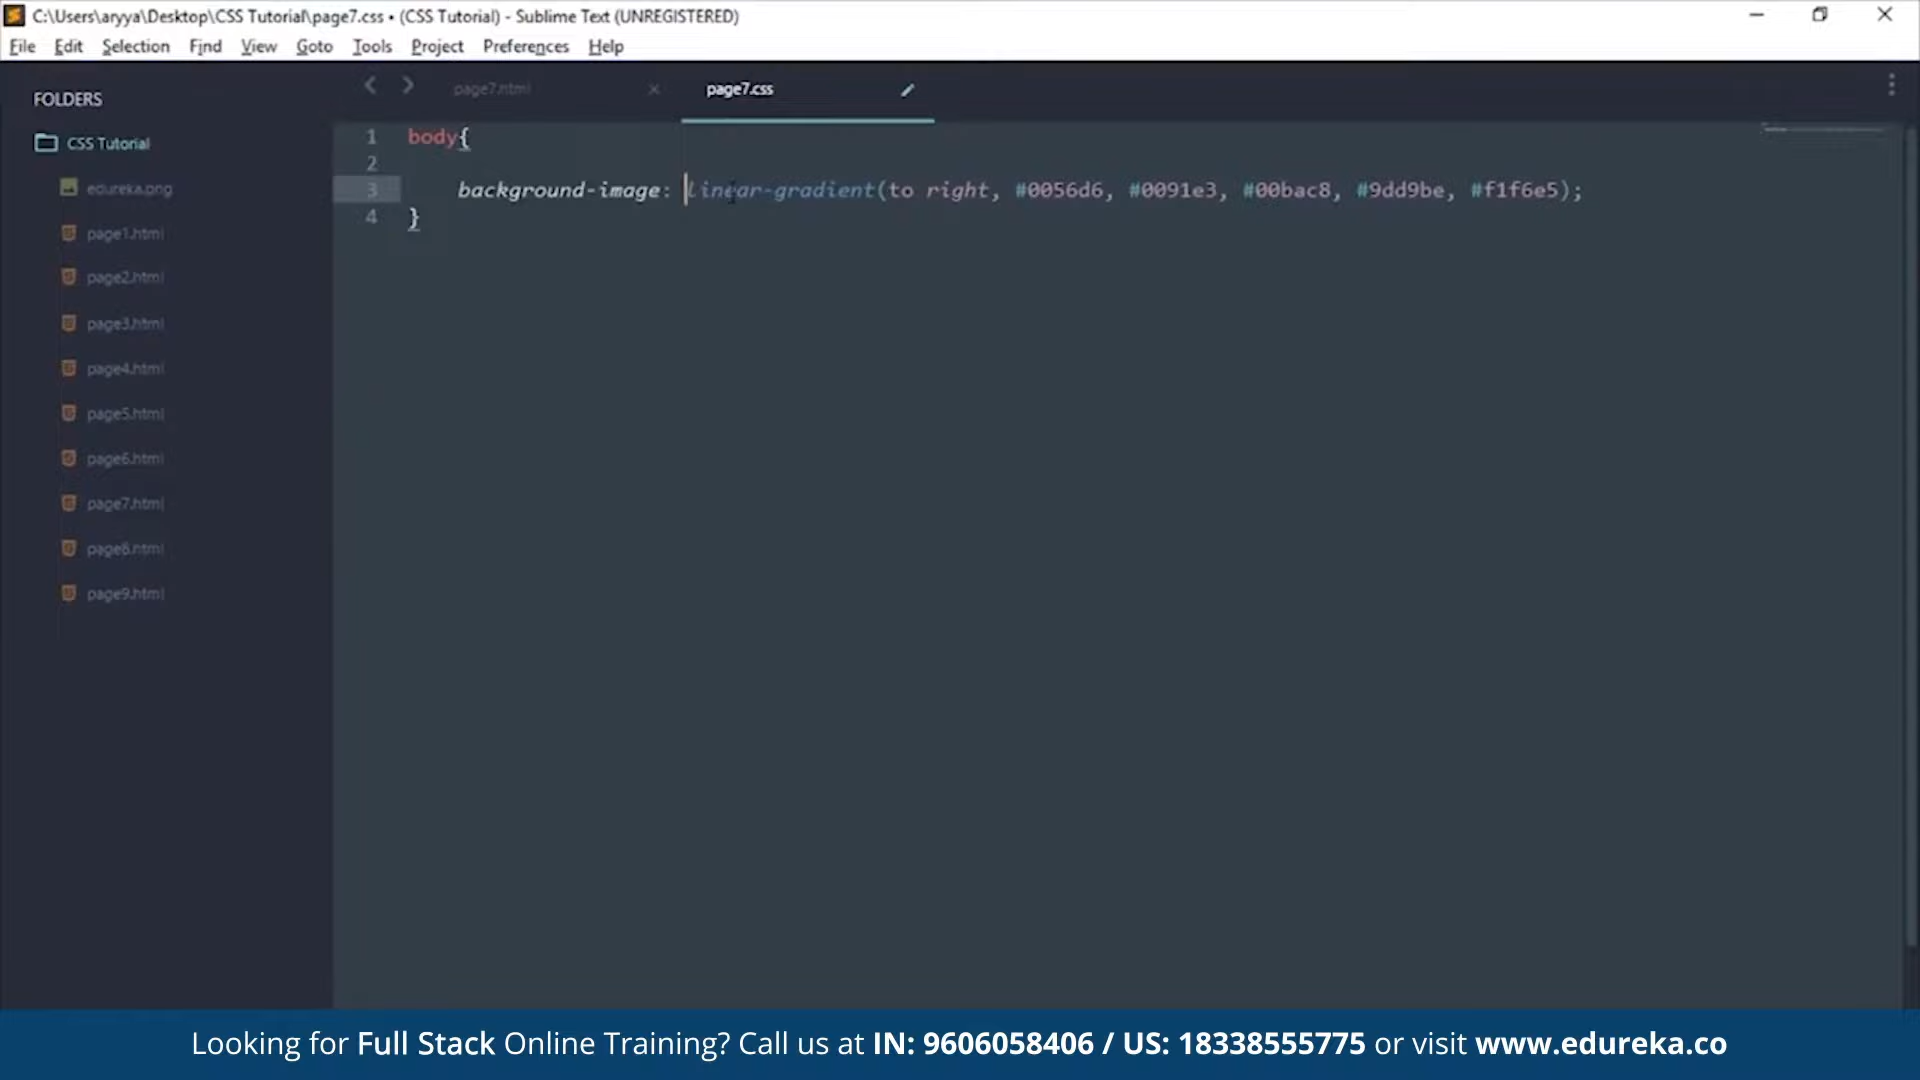 C:\Users\aryya\Desktop\CSS Tutorial\page7.css • (CSS Tutorial) - Sublime Text (UNREGISTERED)
File Edit Selection Find View Goto Tools Project Preferences Help
FOLDERS
CSS Tutorial
edureka.png
page1.html
page2.html
page3.html
page4.html
page5.html
page6.html
page7.html
page8.html
page9.html
page7.html page7.css
1 body{
2
3 background-image: linear-gradient(to right, #0056d6, #0091e3, #00bac8, #9dd9be, #f1f6e5);
4 }
Looking for Full Stack Online Training? Call us at IN: 9606058406 / US: 18338555775 or visit www.edureka.co